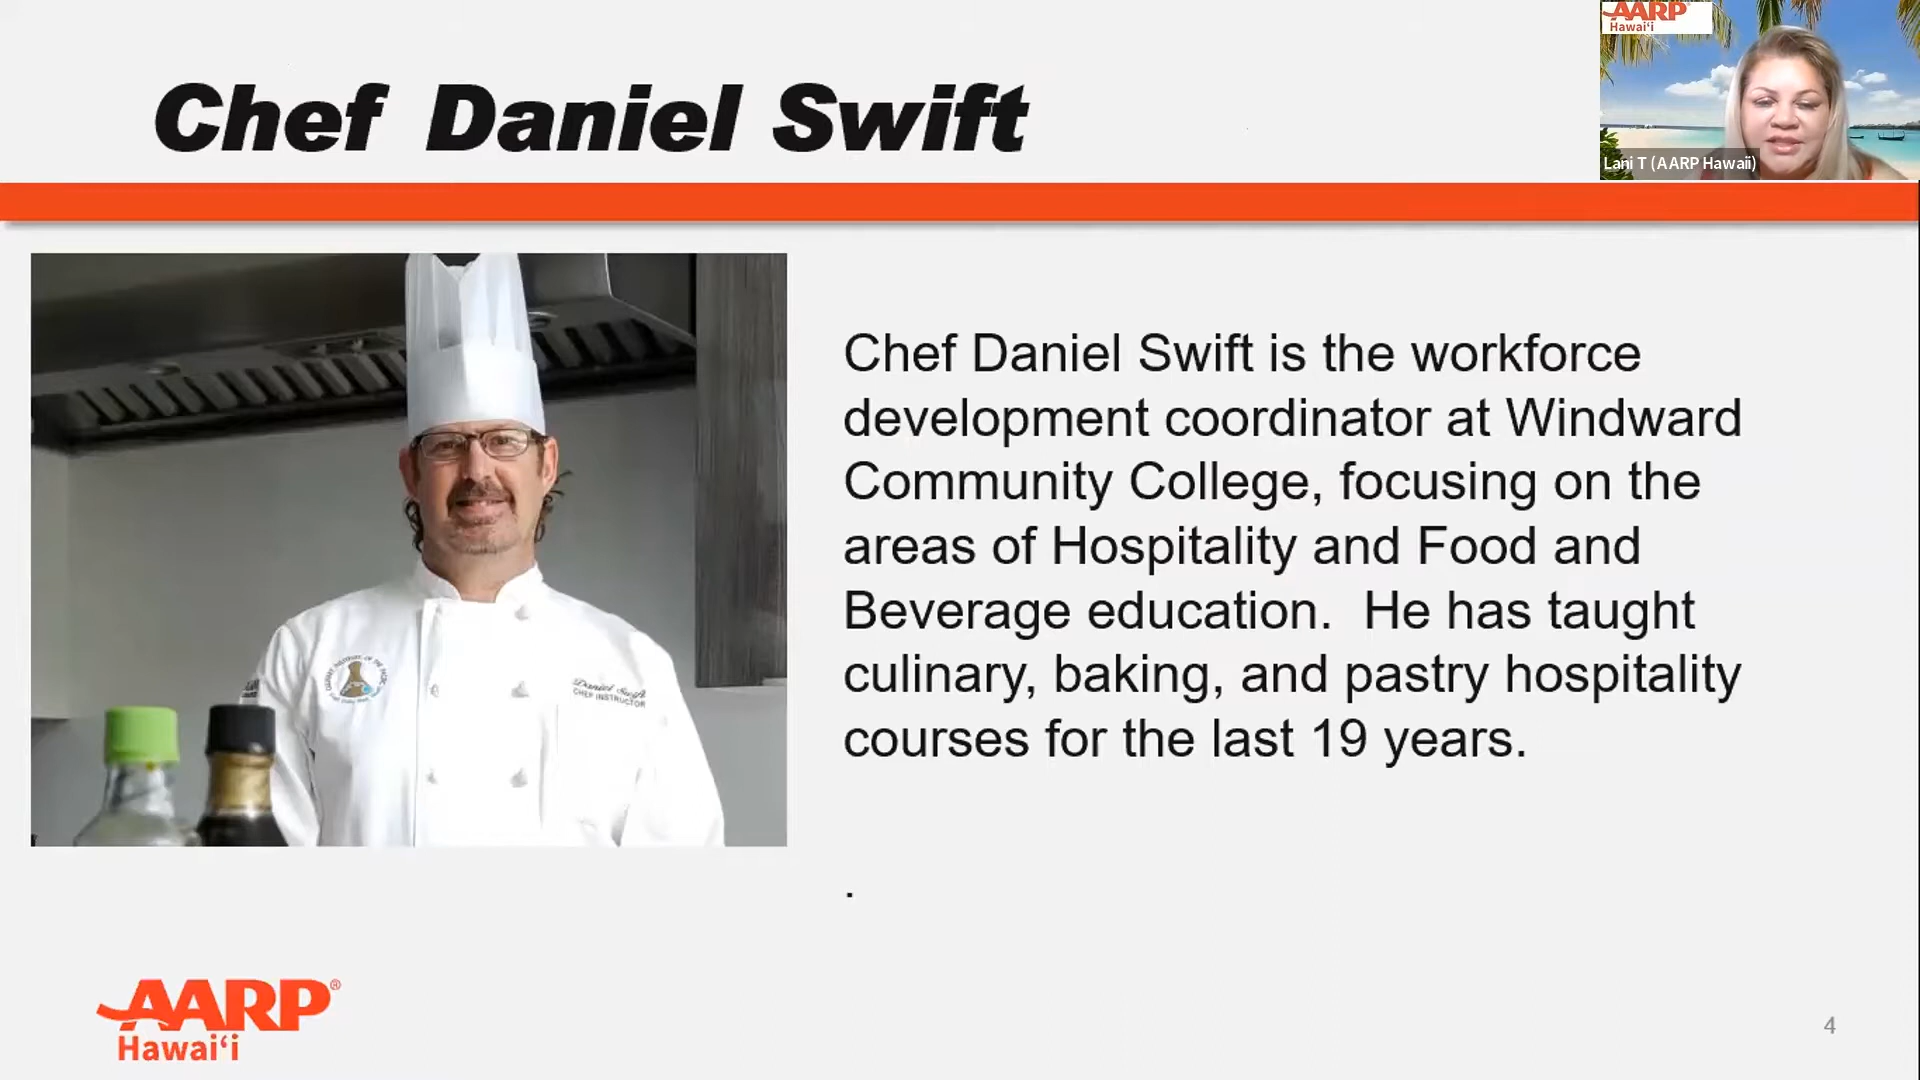 Chef Daniel Swift
AARP
Hawaiʻi
Lani T (AARP Hawaii)
Chef Daniel Swift is the workforce
development coordinator at Windward
Community College, focusing on the
areas of Hospitality and Food and
Beverage education.  He has taught
culinary, baking, and pastry hospitality
courses for the last 19 years.
.
Daniel Swift
CHEF INSTRUCTOR
AARP®
Hawaiʻi
4